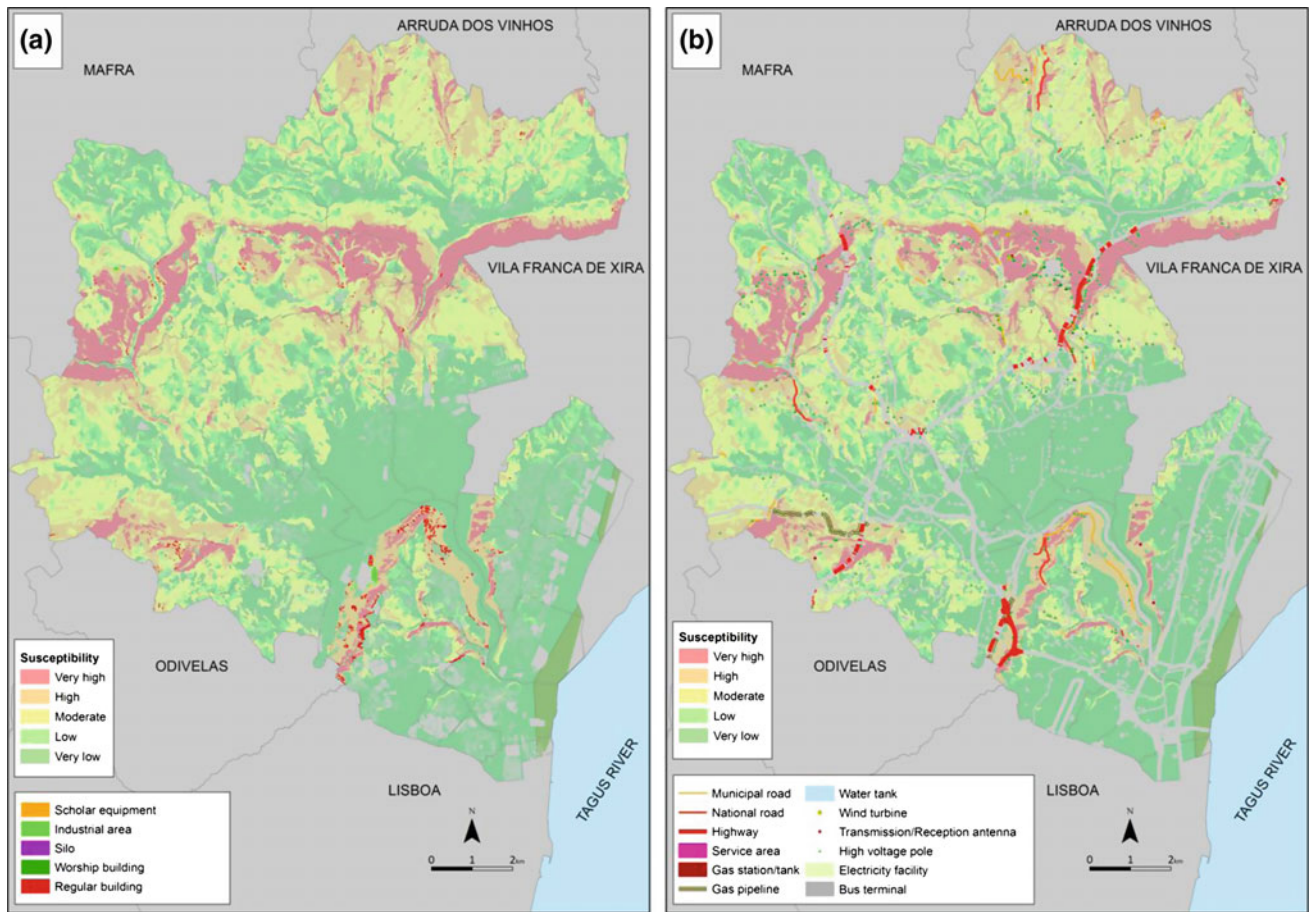 (a)
ARRUDA DOS VINHOS
MAFRA
VILA FRANCA DE XIRA
ODIVELAS
LISBOA
TAGUS RIVER
Susceptibility
Very high
High
Moderate
Low
Very low
Scholar equipment
Industrial area
Silo
Worship building
Regular building
N
0 1 2km
(b)
ARRUDA DOS VINHOS
MAFRA
VILA FRANCA DE XIRA
ODIVELAS
LISBOA
TAGUS RIVER
Susceptibility
Very high
High
Moderate
Low
Very low
Municipal road
National road
Highway
Service area
Gas station/tank
Gas pipeline
Water tank
Wind turbine
Transmission/Reception antenna
High voltage pole
Electricity facility
Bus terminal
N
0 1 2km